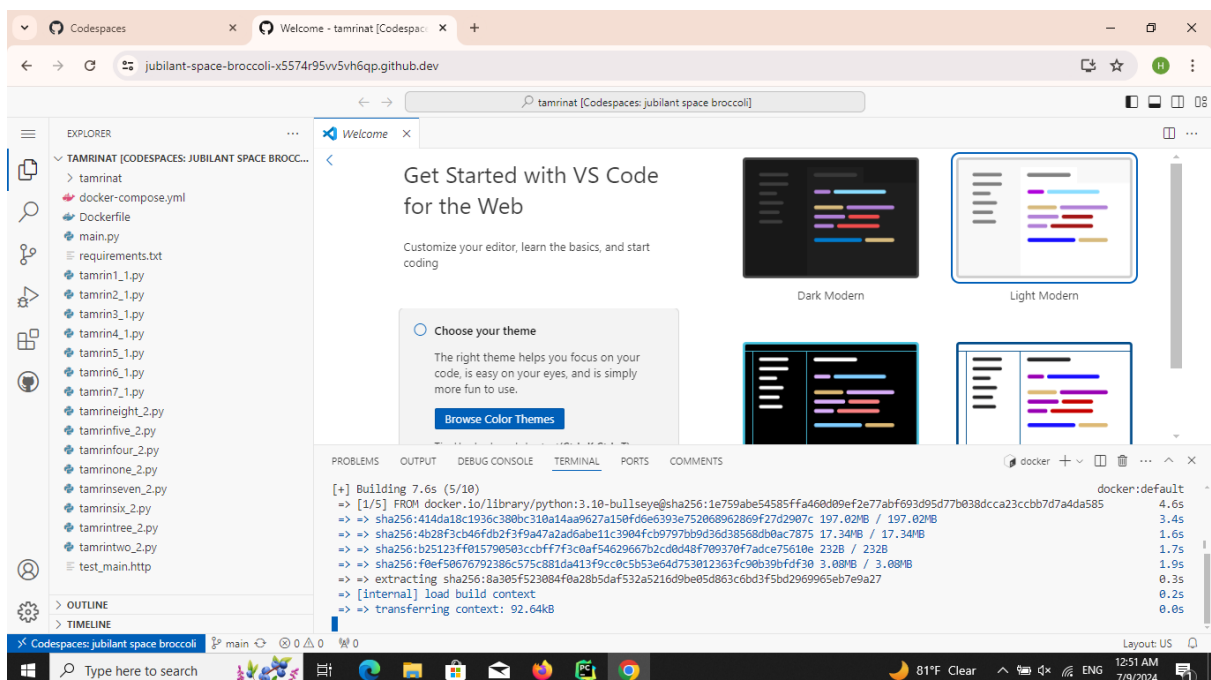 Codespaces
Welcome - tamrinat [Codespac
jubilant-space-broccoli-x5574r95vv5vh6qp.github.dev
H
tamrinat [Codespaces: jubilant space broccoli]
EXPLORER
TAMRINAT [CODESPACES: JUBILANT SPACE BROCC...
tamrinat
docker-compose.yml
Dockerfile
main.py
requirements.txt
tamrin1_1.py
tamrin2_1.py
tamrin3_1.py
tamrin4_1.py
tamrin5_1.py
tamrin6_1.py
tamrin7_1.py
tamrineight_2.py
tamrinfive_2.py
tamrinfour_2.py
tamrinone_2.py
tamrinseven_2.py
tamrinsix_2.py
tamrintree_2.py
tamrintwo_2.py
test_main.http
OUTLINE
TIMELINE
Welcome
Get Started with VS Code
for the Web
Customize your editor, learn the basics, and start
coding
Choose your theme
The right theme helps you focus on your
code, is easy on your eyes, and is simply
more fun to use.
Browse Color Themes
Dark Modern
Light Modern
PROBLEMS OUTPUT DEBUG CONSOLE TERMINAL PORTS COMMENTS
docker
[+] Building 7.6s (5/10) docker:default
=> [1/5] FROM docker.io/library/python:3.10-bullseye@sha256:1e759abe54585ffa460d09ef2e77abf693d95d77b038dcca23ccbb7d7a4da585 4.6s
=> => sha256:414da18c1936c380bc310a14aa9627a150fd6e6393e752068962869f27d2907c 197.02MB / 197.02MB 3.4s
=> => sha256:4b28f3cb46fdb2f3f9a47a2ad6abe11c3904fcb9797bb9d36d38568db0ac7875 17.34MB / 17.34MB 1.6s
=> => sha256:b25123ff015790503ccbff7f3c0af54629667b2cd0d48f709370f7adce75610e 232B / 232B 1.7s
=> => sha256:f0ef50676792386c575c881da413f9cc0c5b53e64d753012363fc90b39bfdf30 3.08MB / 3.08MB 1.9s
=> => extracting sha256:8a305f523084f0a28b5daf532a5216d9be05d863c6bd3f5bd2969965eb7e9a27 0.3s
=> [internal] load build context 0.2s
=> => transferring context: 92.64kB 0.0s
Codespaces: jubilant space broccoli main 0 0 0
Layout: US
Type here to search
81°F Clear
ENG
12:51 AM
7/9/2024